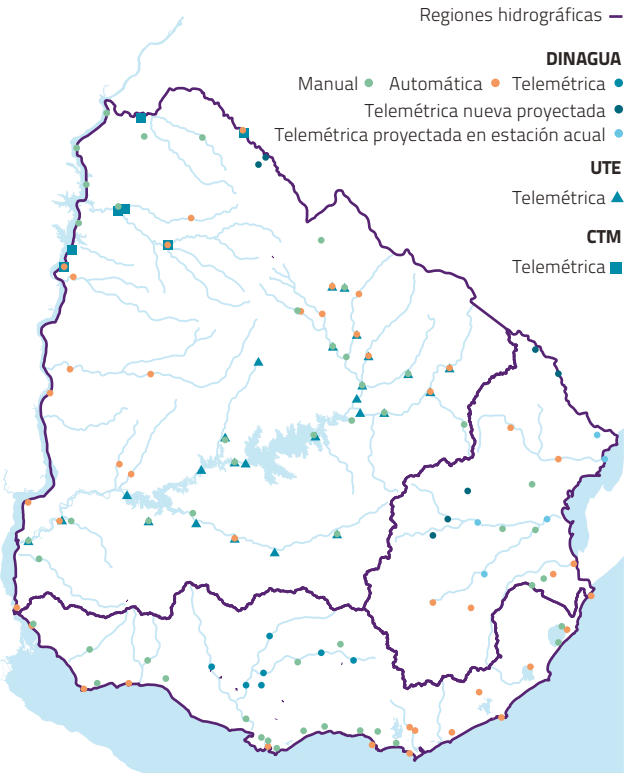 Regiones hidrográficas
DINAGUA
Manual Automática Telemétrica
Telemétrica nueva proyectada
Telemétrica proyectada en estación acual
UTE
Telemétrica
CTM
Telemétrica